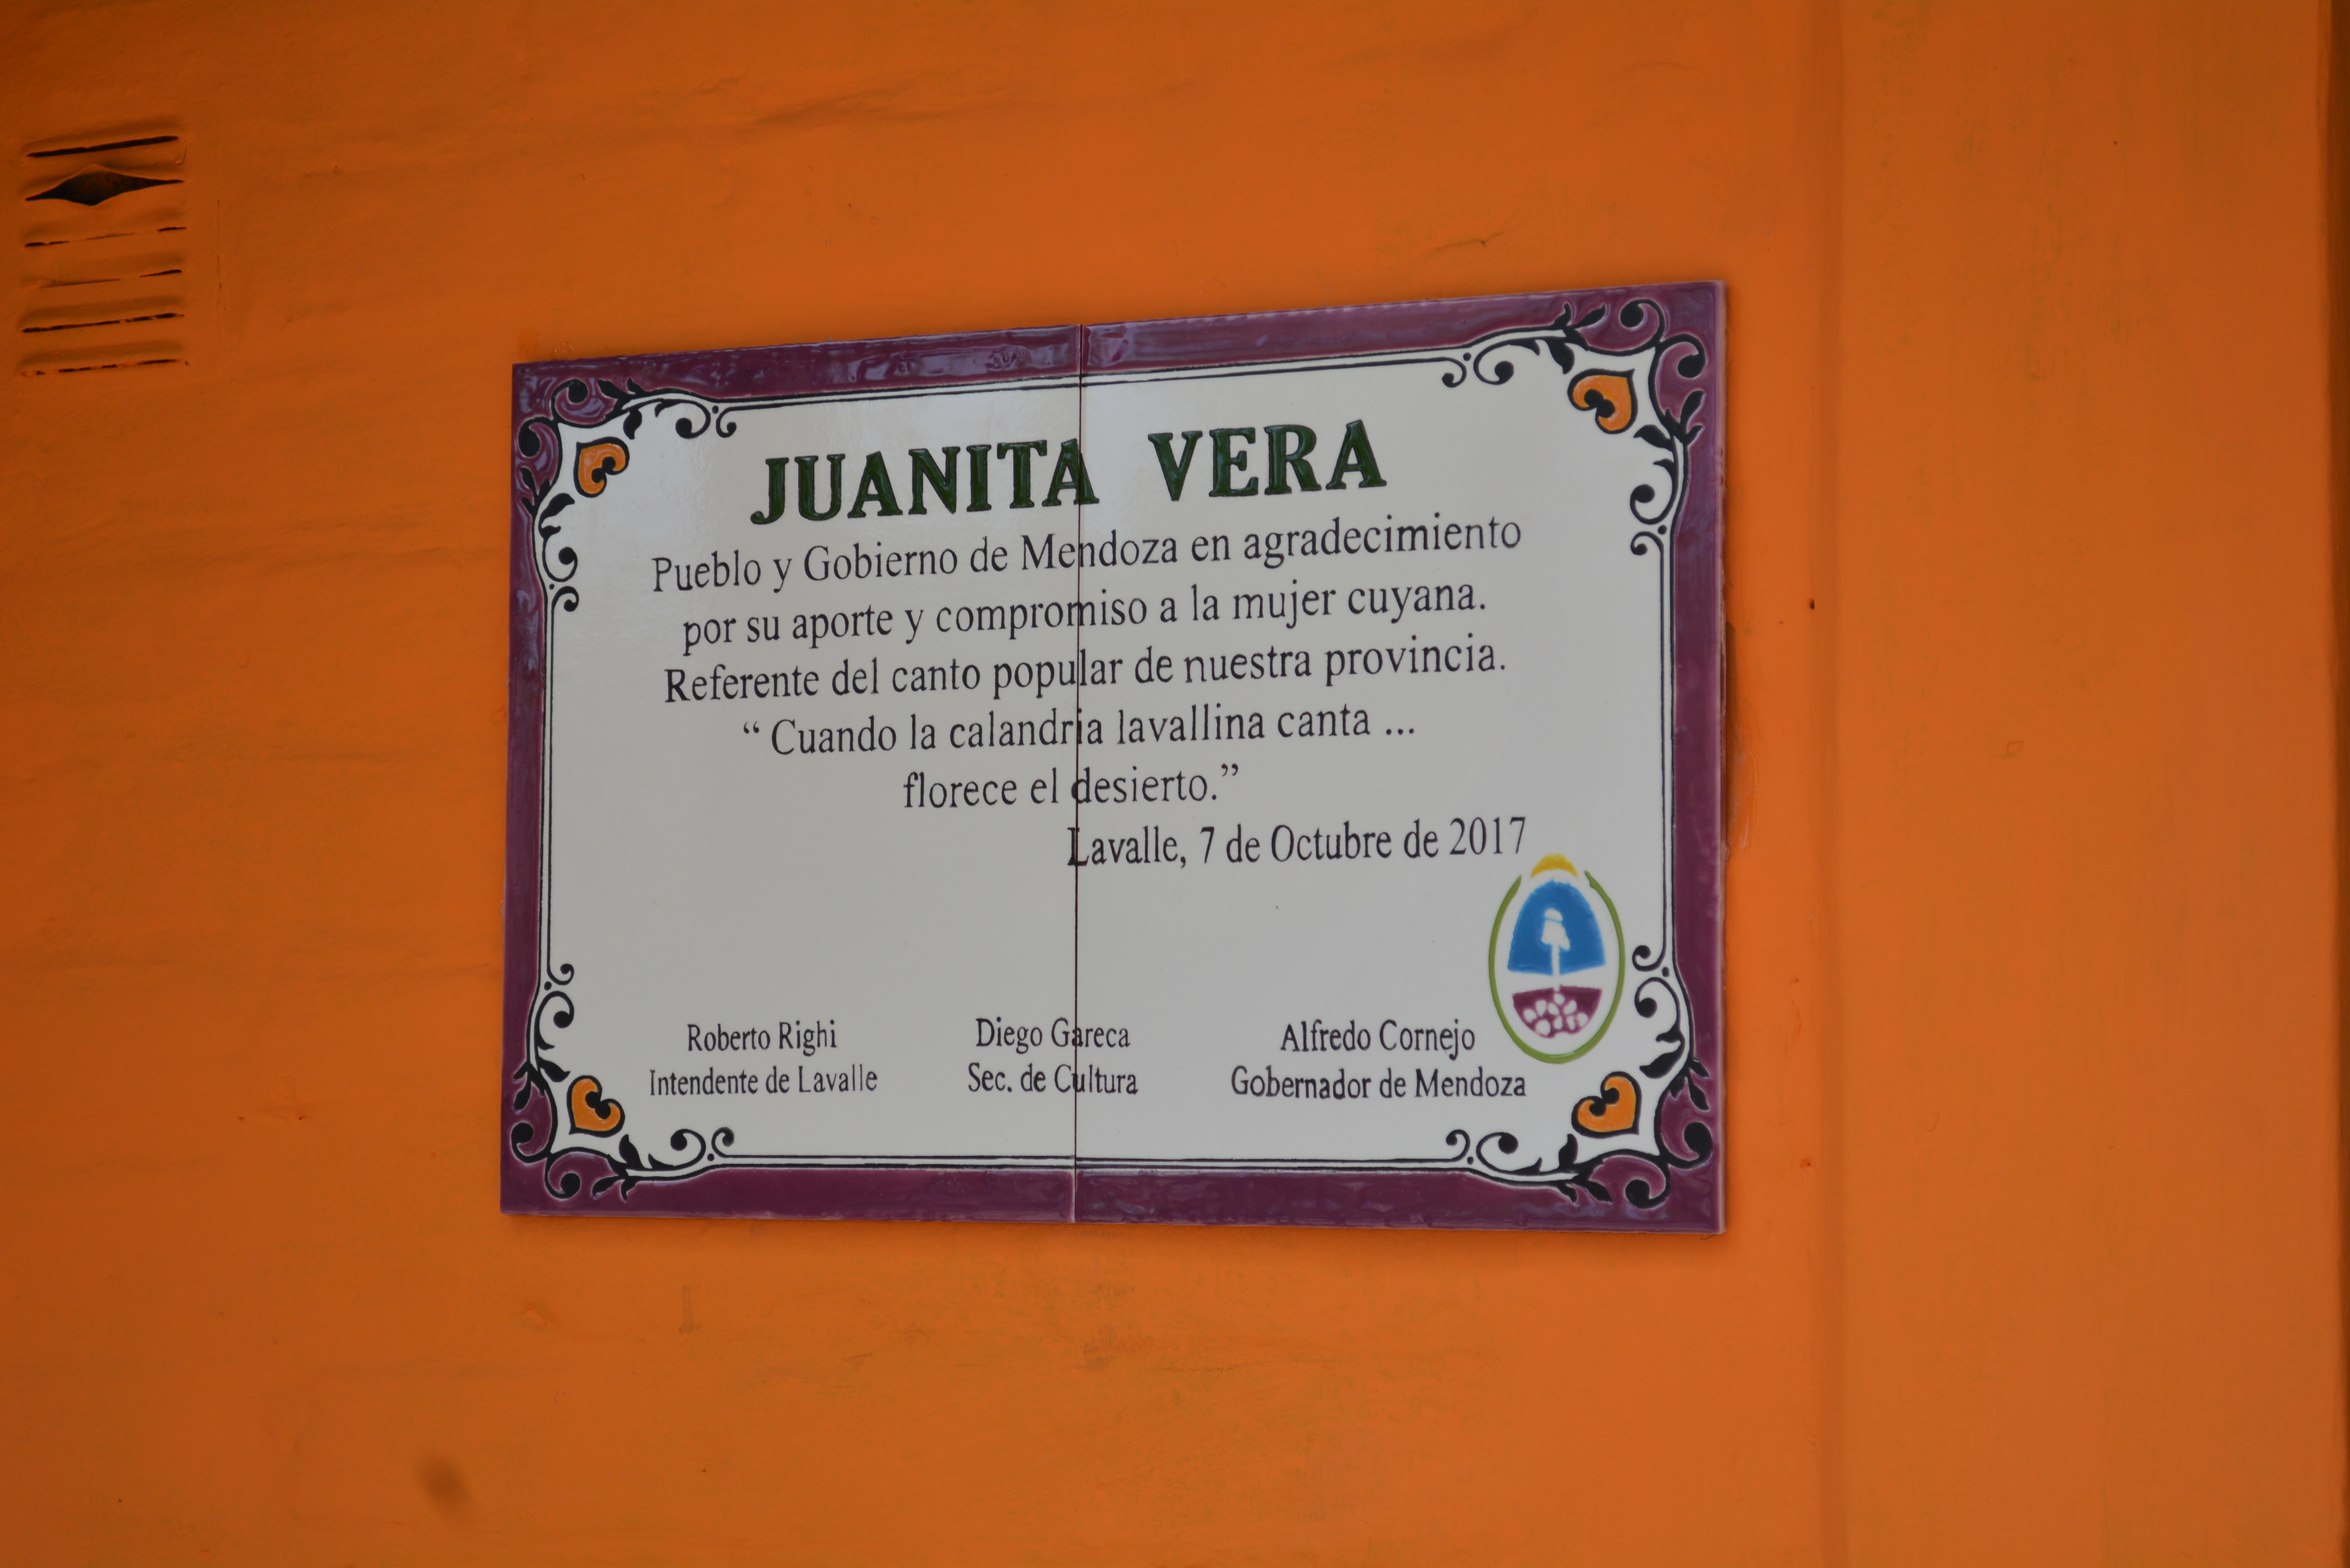 JUANITA VERA
Pueblo y Gobierno de Mendoza en agradecimiento
por su aporte y compromiso a la mujer cuyana.
Referente del canto popular de nuestra provincia.
“ Cuando la calandria lavallina canta ...
florece el desierto.”
Lavalle, 7 de Octubre de 2017
Roberto Righi
Intendente de Lavalle
Diego Gareca
Sec. de Cultura
Alfredo Cornejo
Gobernador de Mendoza